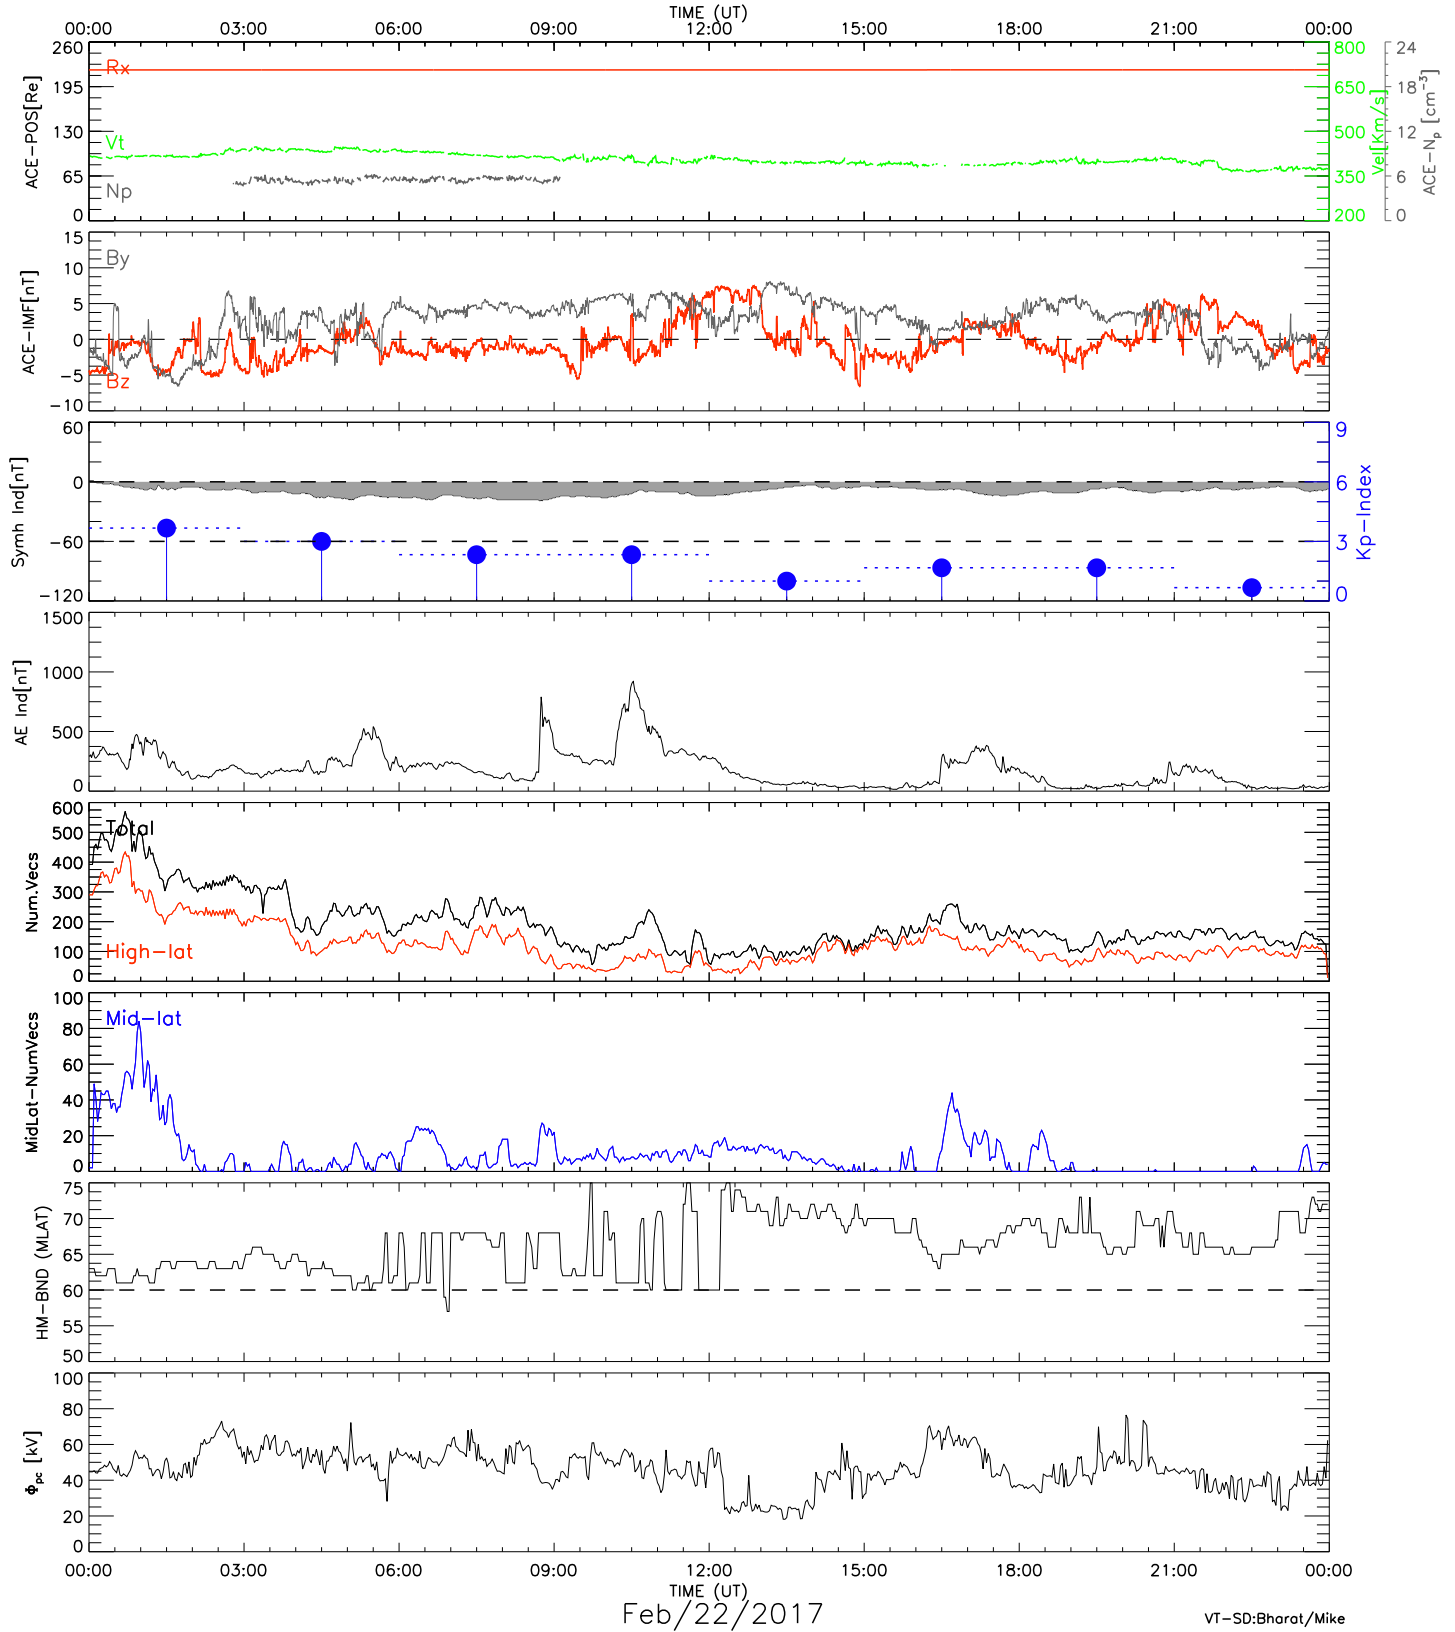 TIME (UT)
00:00 03:00 06:00 09:00 12:00 15:00 18:00 21:00 00:00
260 195 130 65 0
ACE-POS[Re]
Rx
Vt
Np
800 650 500 350 200
Vel[Km/s]
24 18 12 6 0
ACE-Np [cm-3]
15 10 5 0 -5 -10
ACE-IMF[nT]
By
Bz
60 0 -60 -120
Symh Ind[nT]
9 6 3 0
Kp-Index
1500 1000 500 0
AE Ind[nT]
600 500 400 300 200 100 0
Num.Vecs
Total
High-lat
100 80 60 40 20 0
MidLat-NumVecs
Mid-lat
75 70 65 60 55 50
HM-BND (MLAT)
100 80 60 40 20 0
Φpc [kV]
00:00 03:00 06:00 09:00 12:00 15:00 18:00 21:00 00:00
TIME (UT)
Feb/22/2017
VT-SD:Bharat/Mike